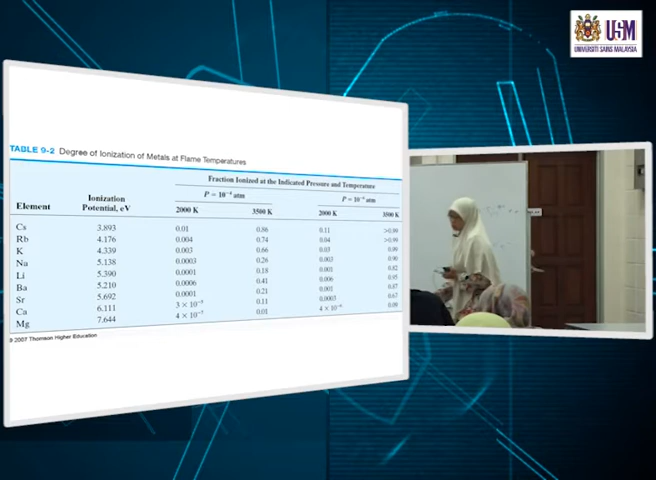 USM
UNIVERSITI SAINS MALAYSIA
TABLE 9-2 Degree of Ionization of Metals at Flame Temperatures
Fraction Ionized at the Indicated Pressure and Temperature
Ionization P = 10⁻⁴ atm
Element Potential, eV 2000 K 3500 K 2000 K 3500 K
Cs 3.893 0.01 0.86 0.11 >0.99
Rb 4.176 0.004 0.74 0.04 >0.99
K 4.339 0.003 0.66 0.03 0.99
Na 5.138 0.0003 0.26 0.003 0.90
Li 5.390 0.0001 0.18 0.001 0.82
Ba 5.210 0.0006 0.41 0.006 0.95
Sr 5.692 0.0001 0.21 0.001 0.87
Ca 6.111 3 × 10⁻⁵ 0.11 0.0003 0.67
Mg 7.644 4 × 10⁻⁷ 0.01 4 × 10⁻⁶ 0.09
© 2007 Thomson Higher Education